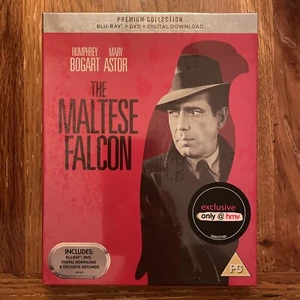 PREMIUM COLLECTION
BLU-RAY + DVD + DIGITAL DOWNLOAD
HUMPHREY MARY
BOGART ASTOR
THE
MALTESE
FALCON
exclusive
only @ hmv
INCLUDES:
BLU-RAY, DVD,
DIGITAL DOWNLOAD
& EXCLUSIVE ARTCARDS
PG